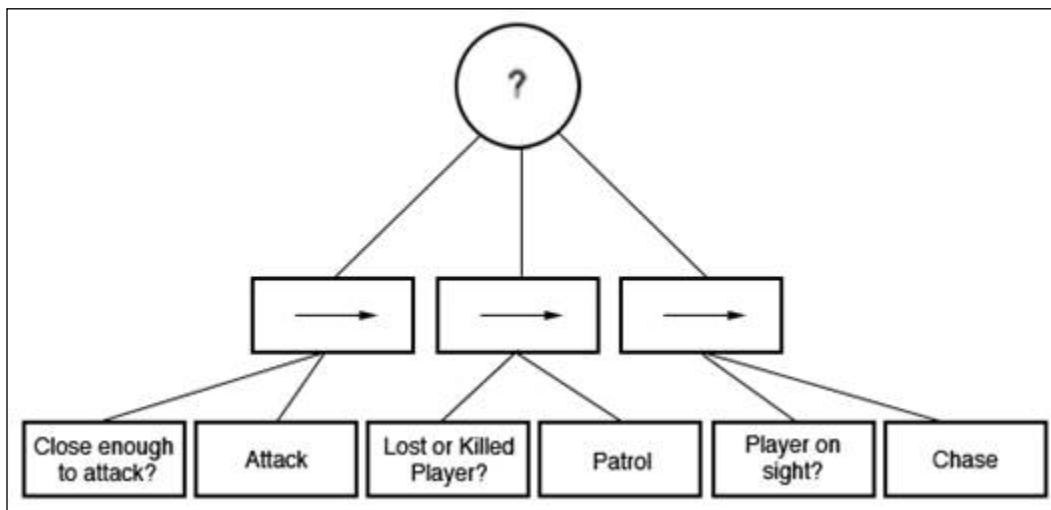 ?
Close enough
to attack?
Attack
Lost or Killed
Player?
Patrol
Player on
sight?
Chase